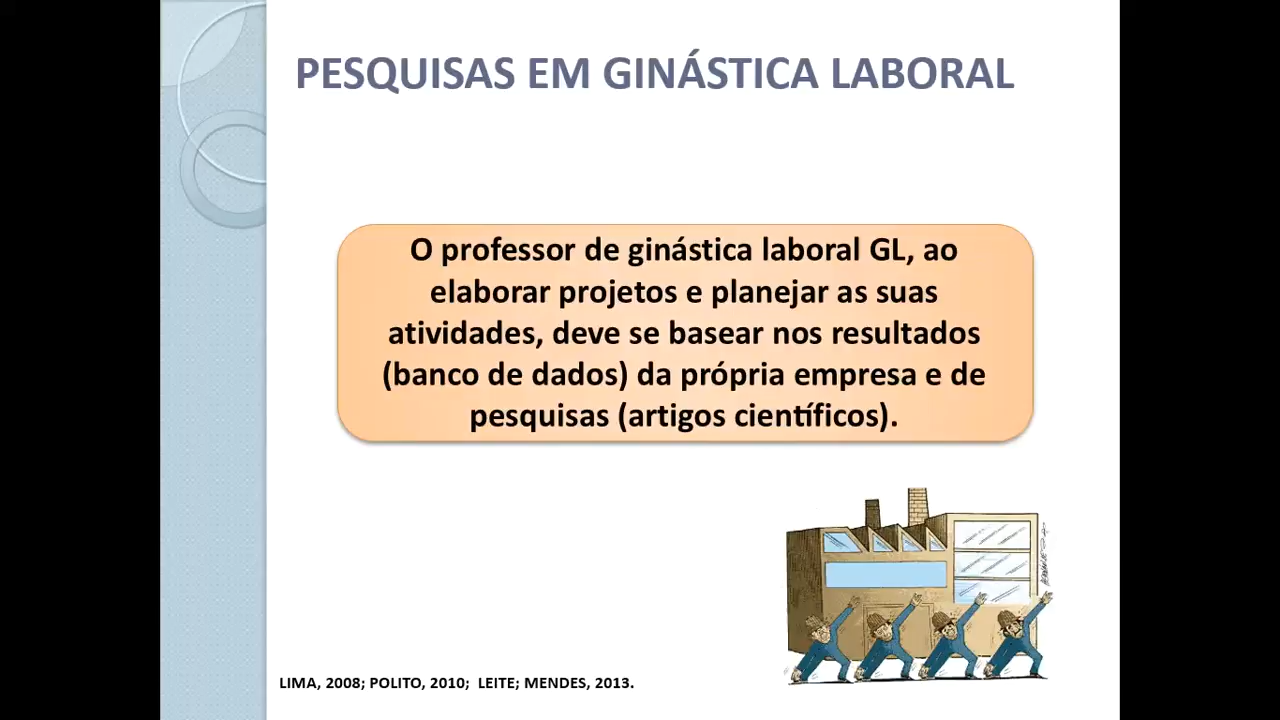 PESQUISAS EM GINÁSTICA LABORAL
O professor de ginástica laboral GL, ao
elaborar projetos e planejar as suas
atividades, deve se basear nos resultados
(banco de dados) da própria empresa e de
pesquisas (artigos científicos).
LIMA, 2008; POLITO, 2010;  LEITE; MENDES, 2013.